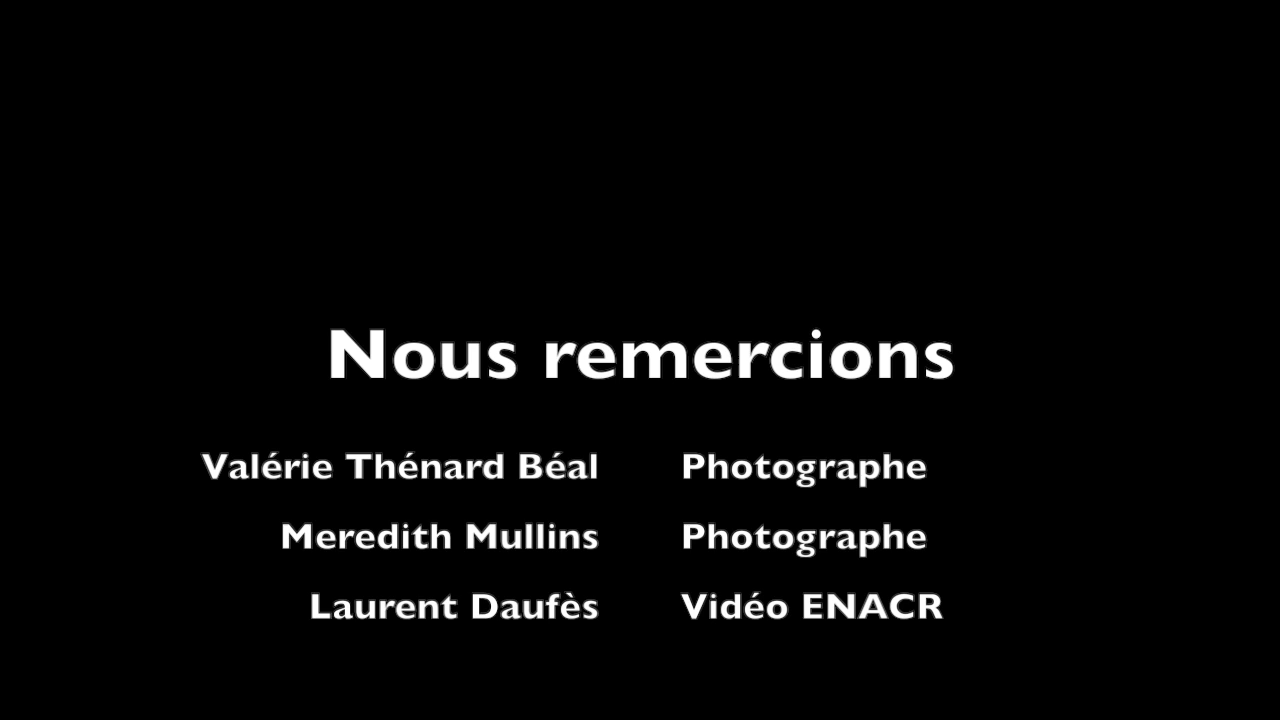 Nous remercions
Valérie Thénard Béal Photographe
Meredith Mullins Photographe
Laurent Daufès Vidéo ENACR